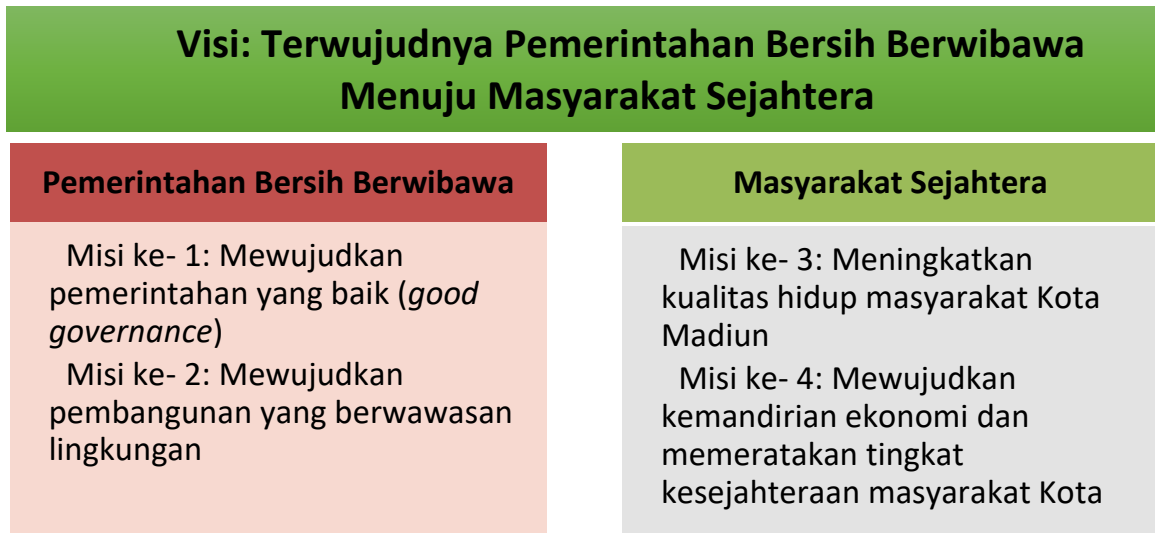 Visi: Terwujudnya Pemerintahan Bersih Berwibawa
Menuju Masyarakat Sejahtera
Pemerintahan Bersih Berwibawa
Misi ke- 1: Mewujudkan
pemerintahan yang baik (good
governance)
Misi ke- 2: Mewujudkan
pembangunan yang berwawasan
lingkungan
Masyarakat Sejahtera
Misi ke- 3: Meningkatkan
kualitas hidup masyarakat Kota
Madiun
Misi ke- 4: Mewujudkan
kemandirian ekonomi dan
memeratakan tingkat
kesejahteraan masyarakat Kota